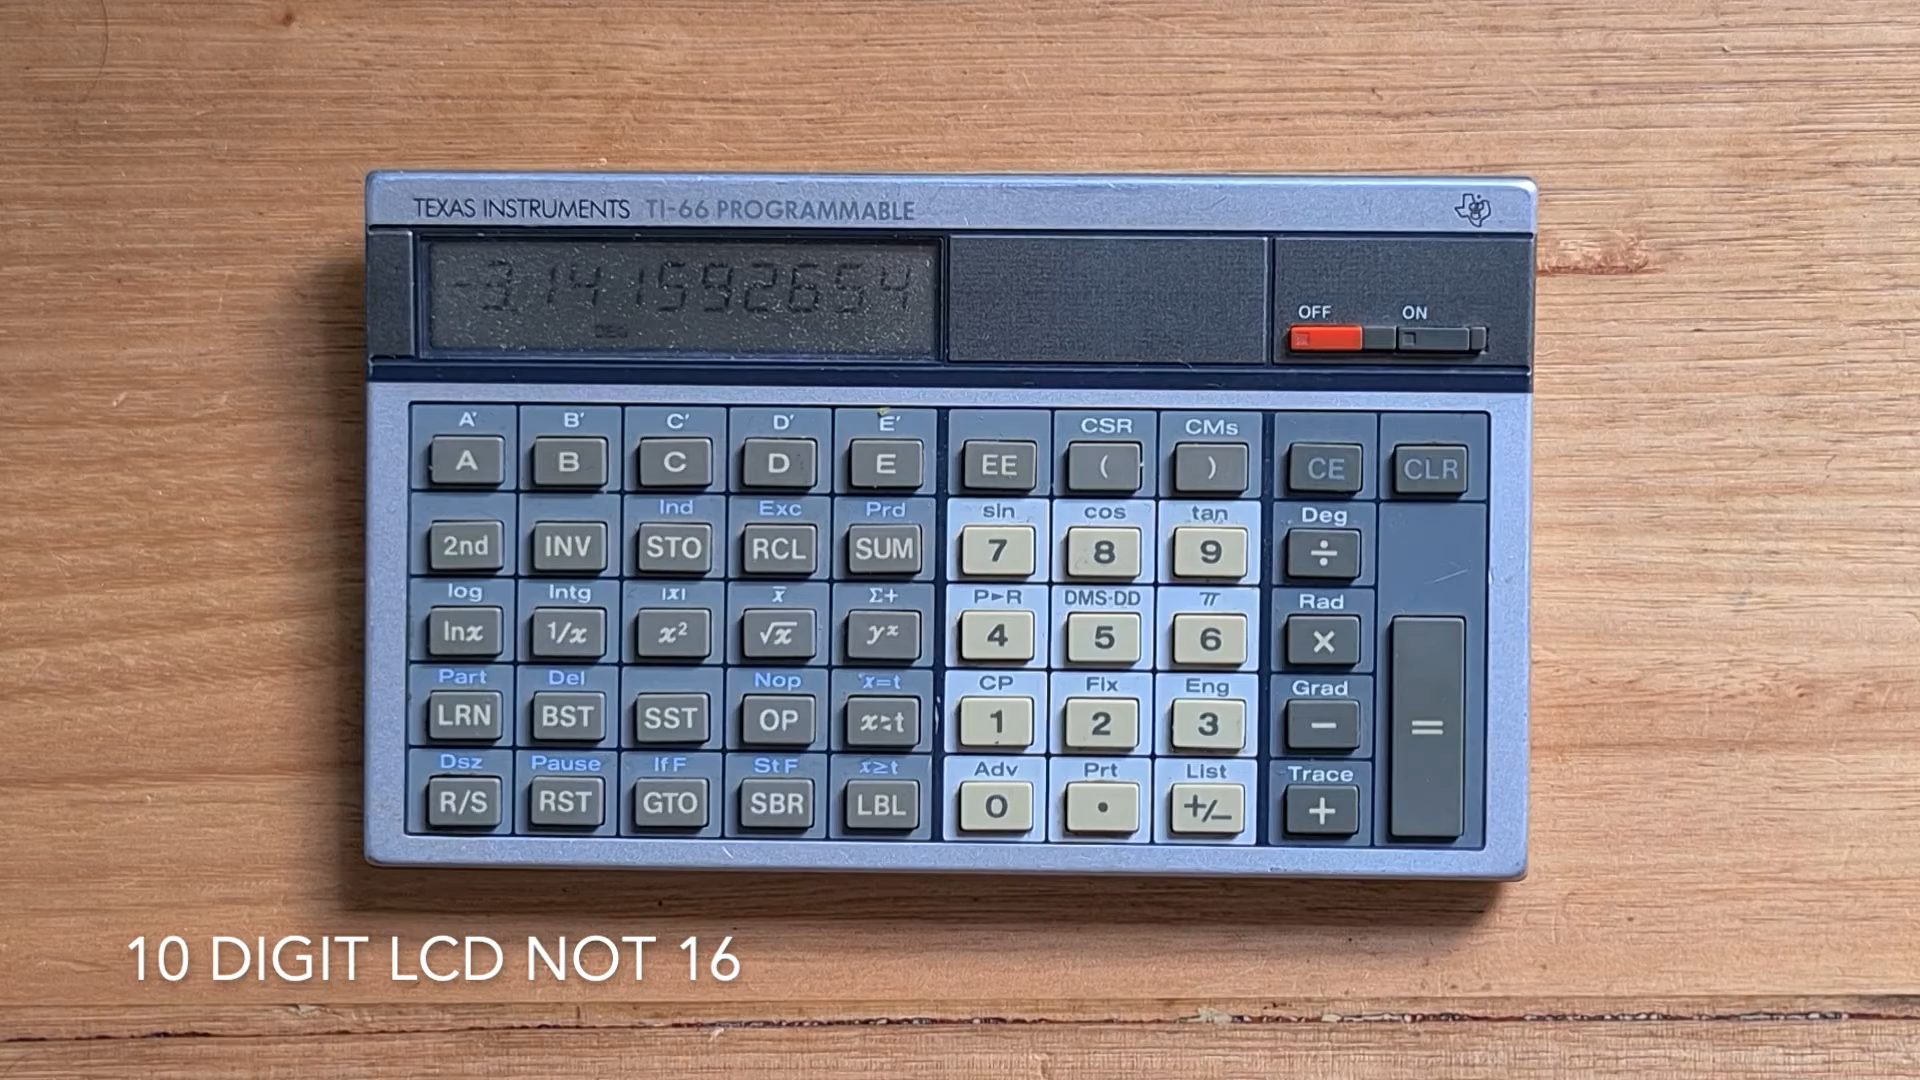 TEXAS INSTRUMENTS TI-66 PROGRAMMABLE
-3.141592654
DEG
OFF ON
A' B' C' D' E' CSR CMs
A B C D E EE ( ) CE CLR
Ind Exc Prd sin cos tan Deg
2nd INV STO RCL SUM 7 8 9 ÷
log Intg |x| x̄ Σ+ P►R DMS-DD π Rad
lnx 1/x x² √x yˣ 4 5 6 ×
Part Del Nop x=t CP Fix Eng Grad
LRN BST SST OP x:t 1 2 3 − =
Dsz Pause If F St F x≥t Adv Prt List Trace
R/S RST GTO SBR LBL 0 • +/− +
10 DIGIT LCD NOT 16